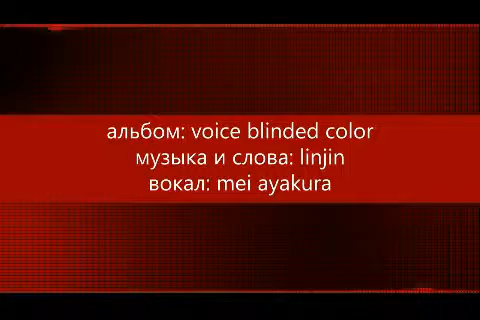 альбом: voice blinded color
музыка и слова: linjin
вокал: mei ayakura